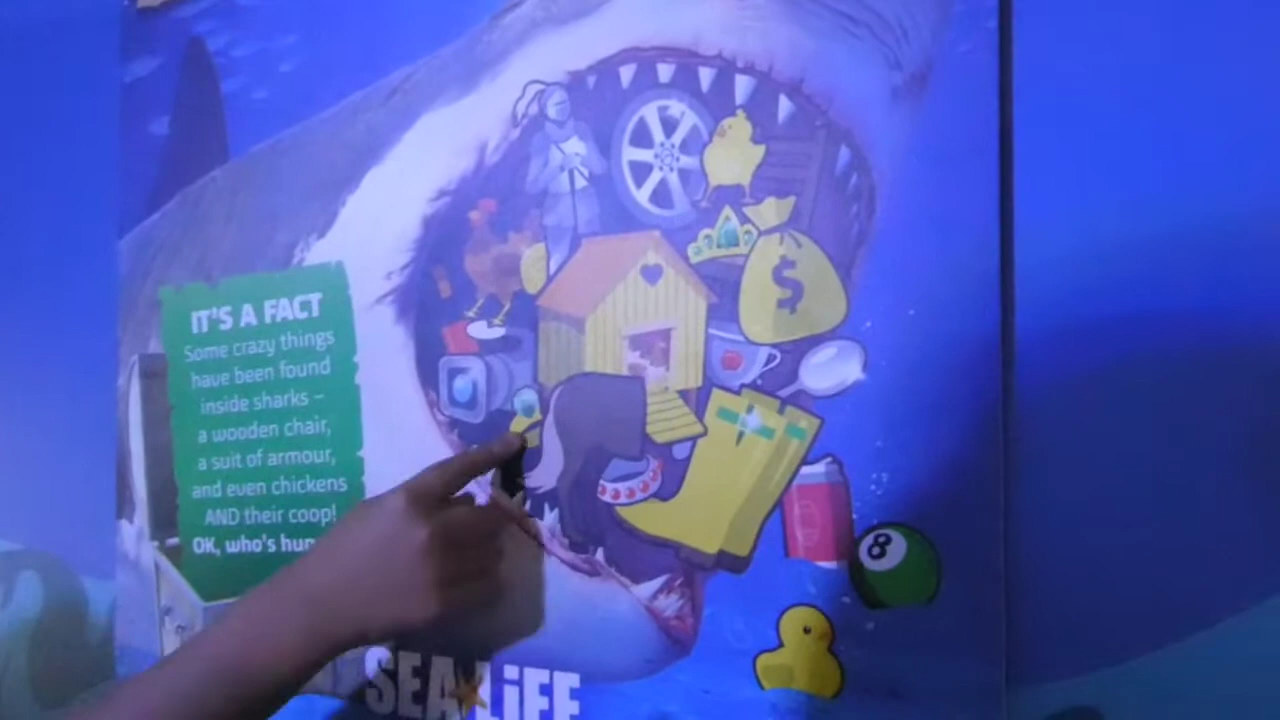 IT'S A FACT
Some crazy things
have been found
inside sharks –
a wooden chair,
a suit of armour,
and even chickens
AND their coop!
OK, who's
$
8
SEA LiFE